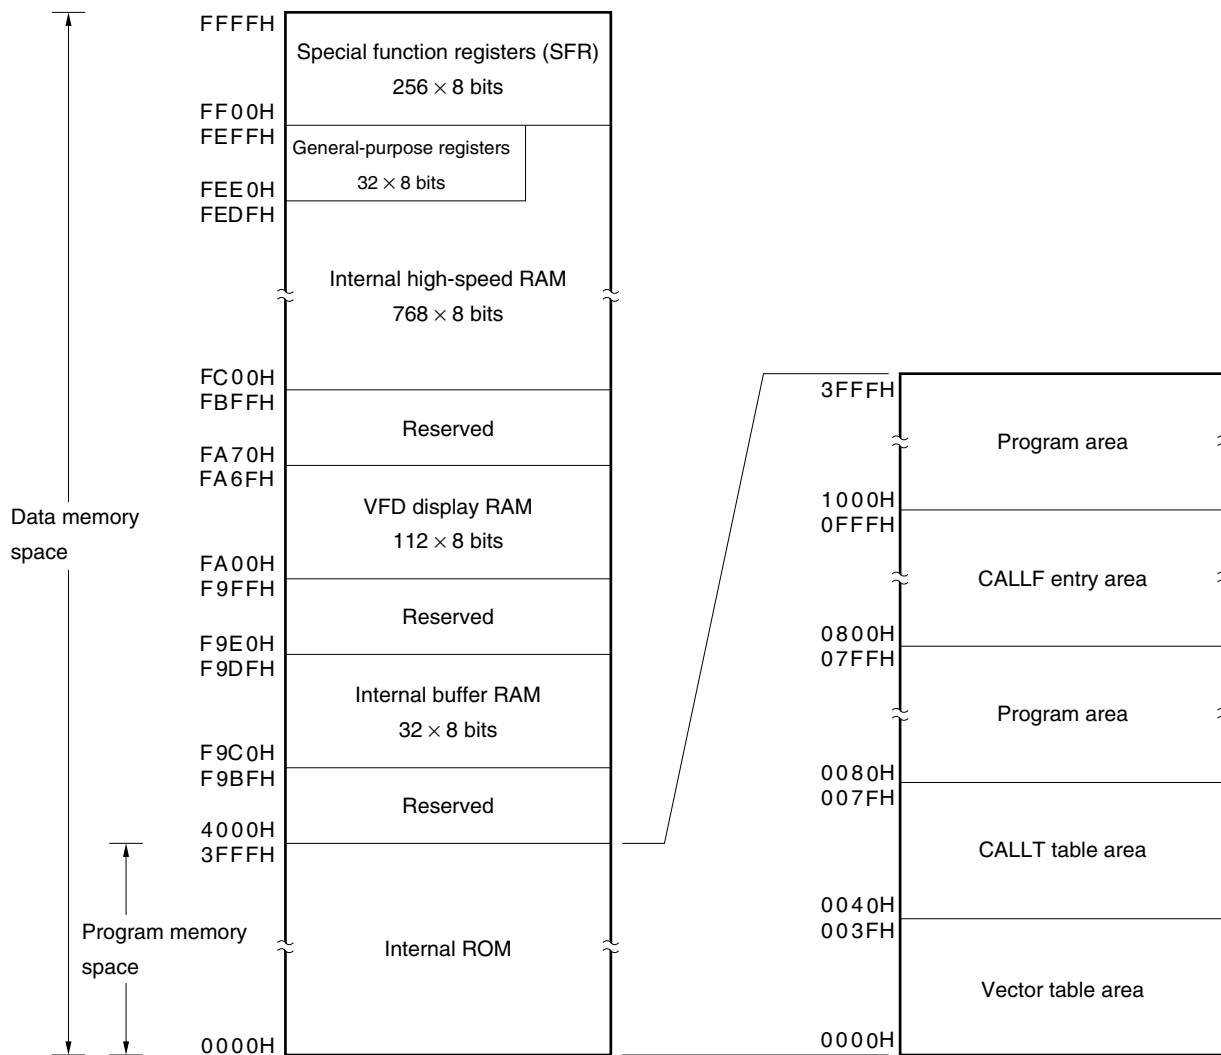 FFFFH
Special function registers (SFR)
256 × 8 bits
FF00H
FEFFH
General-purpose registers
32 × 8 bits
FEE0H
FEDFH
Internal high-speed RAM
768 × 8 bits
FC00H
FBFFH
Reserved
FA70H
FA6FH
VFD display RAM
112 × 8 bits
Data memory
space
FA00H
F9FFH
Reserved
F9E0H
F9DFH
Internal buffer RAM
32 × 8 bits
F9C0H
F9BFH
Reserved
4000H
3FFFH
Program memory
space
Internal ROM
0000H
3FFFH
Program area
1000H
0FFFH
CALLF entry area
0800H
07FFH
Program area
0080H
007FH
CALLT table area
0040H
003FH
Vector table area
0000H